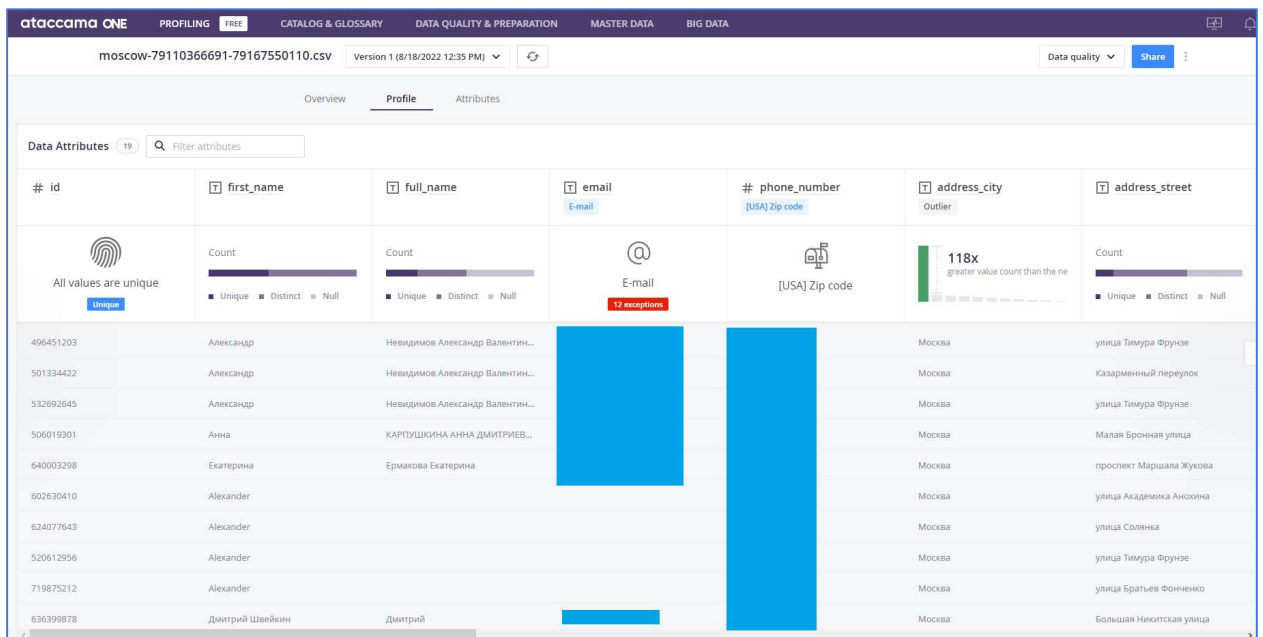 ataccama ONE PROFILING FREE CATALOG & GLOSSARY DATA QUALITY & PREPARATION MASTER DATA BIG DATA
moscow-79110366691-79167550110.csv Version 1 (8/18/2022 12:35 PM) Data quality Share
Overview Profile Attributes
Data Attributes 19 Filter attributes
# id T first_name T full_name T email # phone_number T address_city T address_street
E-mail [USA] Zip code Outlier
All values are unique
Unique
Count
Unique Distinct Null
Count
Unique Distinct Null
@
E-mail
12 exceptions
[USA] Zip code
118x
greater value count than the ne
Count
Unique Distinct Null
496451203 Александр Невидимов Александр Валентин... Москва улица Тимура Фрунзе
501334422 Александр Невидимов Александр Валентин... Москва Казарменный переулок
532692645 Александр Невидимов Александр Валентин... Москва улица Тимура Фрунзе
506019301 Анна КАРПУШКИНА АННА ДМИТРИЕВ... Москва Малая Бронная улица
640003298 Екатерина Ермакова Екатерина Москва проспект Маршала Жукова
602630410 Alexander Москва улица Академика Анохина
624077643 Alexander Москва улица Солянка
520612956 Alexander Москва улица Тимура Фрунзе
719875212 Alexander Москва улица Братьев Фонченко
636399878 Дмитрий Швейкин Дмитрий Москва Большая Никитская улица